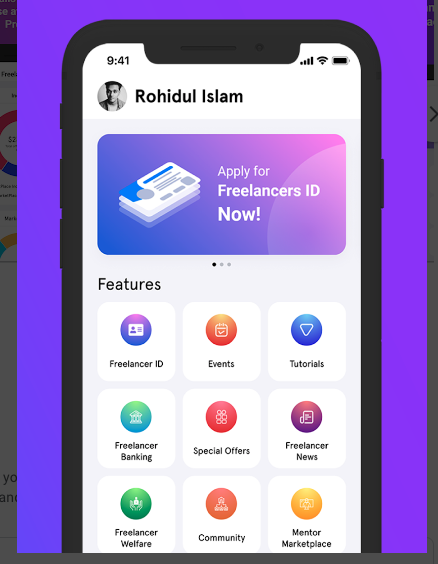 9:41
Rohidul Islam
Apply for
Freelancers ID
Now!
Features
Freelancer ID
Events
Tutorials
Freelancer
Banking
Special Offers
Freelancer
News
Freelancer
Welfare
Community
Mentor
Marketplace